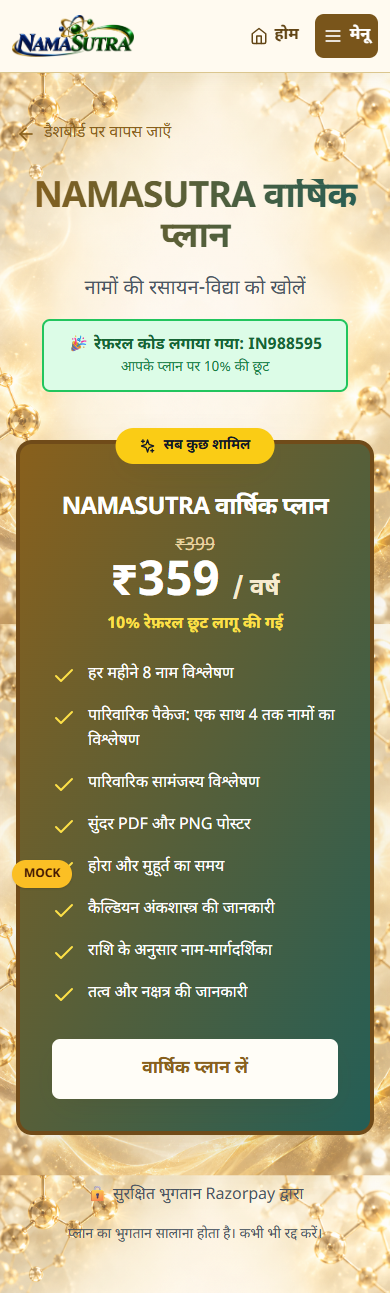 NAMASUTRA
होम
मेनू
डैशबोर्ड पर वापस जाएँ
NAMASUTRA वार्षिक
प्लान
नामों की रसायन-विद्या को खोलें
🎉 रेफ़रल कोड लगाया गया: IN988595
आपके प्लान पर 10% की छूट
सब कुछ शामिल
NAMASUTRA वार्षिक प्लान
₹399
₹359 / वर्ष
10% रेफ़रल छूट लागू की गई
हर महीने 8 नाम विश्लेषण
पारिवारिक पैकेज: एक साथ 4 तक नामों का
विश्लेषण
पारिवारिक सामंजस्य विश्लेषण
सुंदर PDF और PNG पोस्टर
होरा और मुहूर्त का समय
MOCK
कैल्डियन अंकशास्त्र की जानकारी
राशि के अनुसार नाम-मार्गदर्शिका
तत्व और नक्षत्र की जानकारी
वार्षिक प्लान लें
🔒 सुरक्षित भुगतान Razorpay द्वारा
प्लान का भुगतान सालाना होता है। कभी भी रद्द करें।